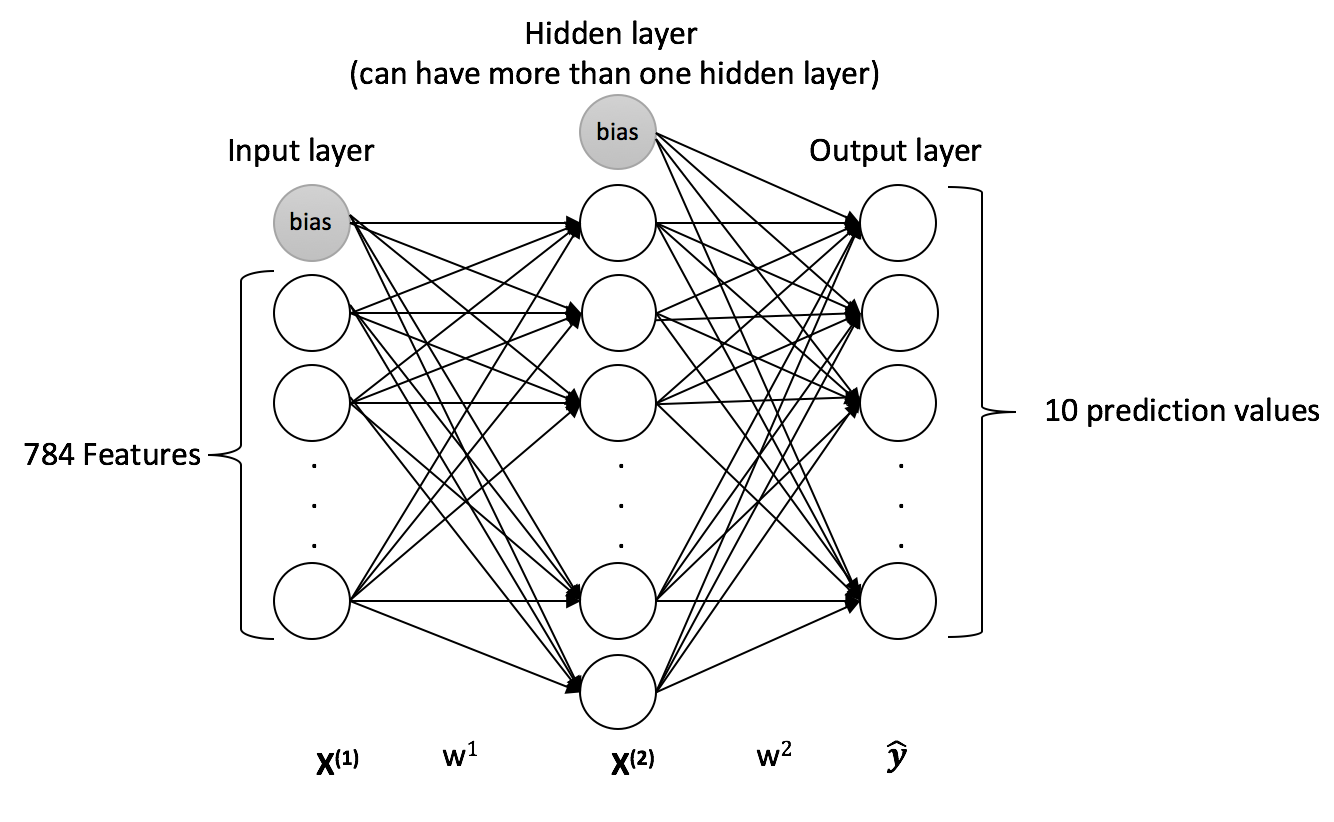 Hidden layer
(can have more than one hidden layer)
bias
Input layer
Output layer
bias
784 Features
10 prediction values
.
.
.
.
.
.
.
.
.
X⁽¹⁾
w¹
X⁽²⁾
w²
ŷ